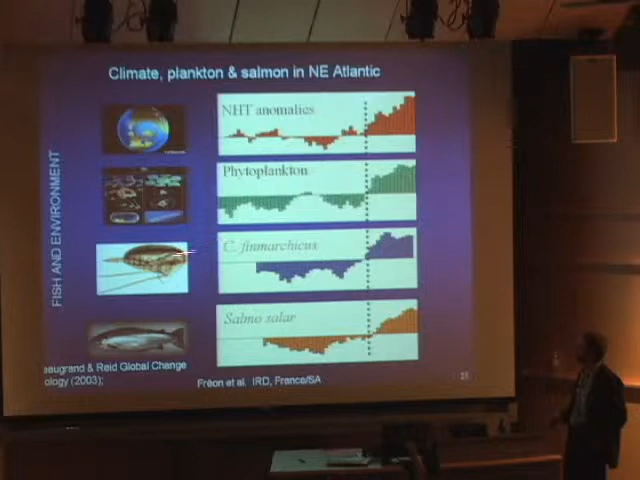 Climate, plankton & salmon in NE Atlantic
NHT anomalies
Phytoplankton
C. finmarchicus
Salmo salar
FISH AND ENVIRONMENT
eaugrand & Reid Global Change
ology (2003);
Fréon et al. IRD, France/SA